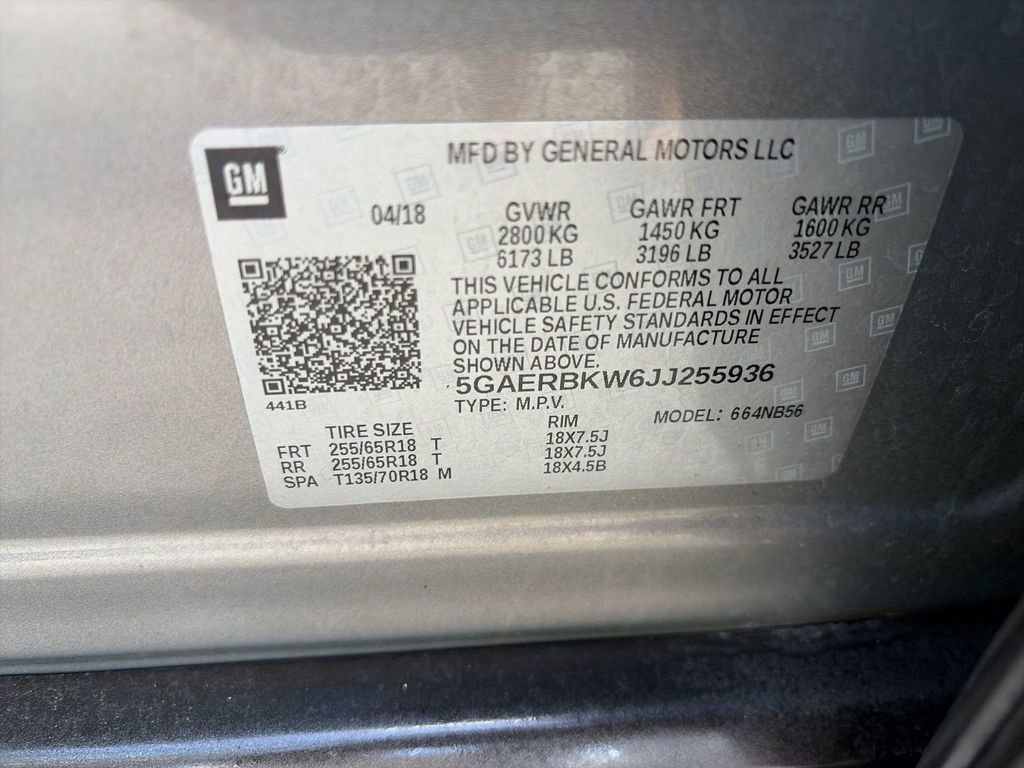 GM
MFD BY GENERAL MOTORS LLC
04/18
GVWR GAWR FRT GAWR RR
2800 KG 1450 KG 1600 KG
6173 LB 3196 LB 3527 LB
THIS VEHICLE CONFORMS TO ALL
APPLICABLE U.S. FEDERAL MOTOR
VEHICLE SAFETY STANDARDS IN EFFECT
ON THE DATE OF MANUFACTURE
SHOWN ABOVE.
5GAERBKW6JJ255936
441B
TYPE: M.P.V. MODEL: 664NB56
TIRE SIZE RIM
FRT 255/65R18 T 18X7.5J
RR 255/65R18 T 18X7.5J
SPA T135/70R18 M 18X4.5B